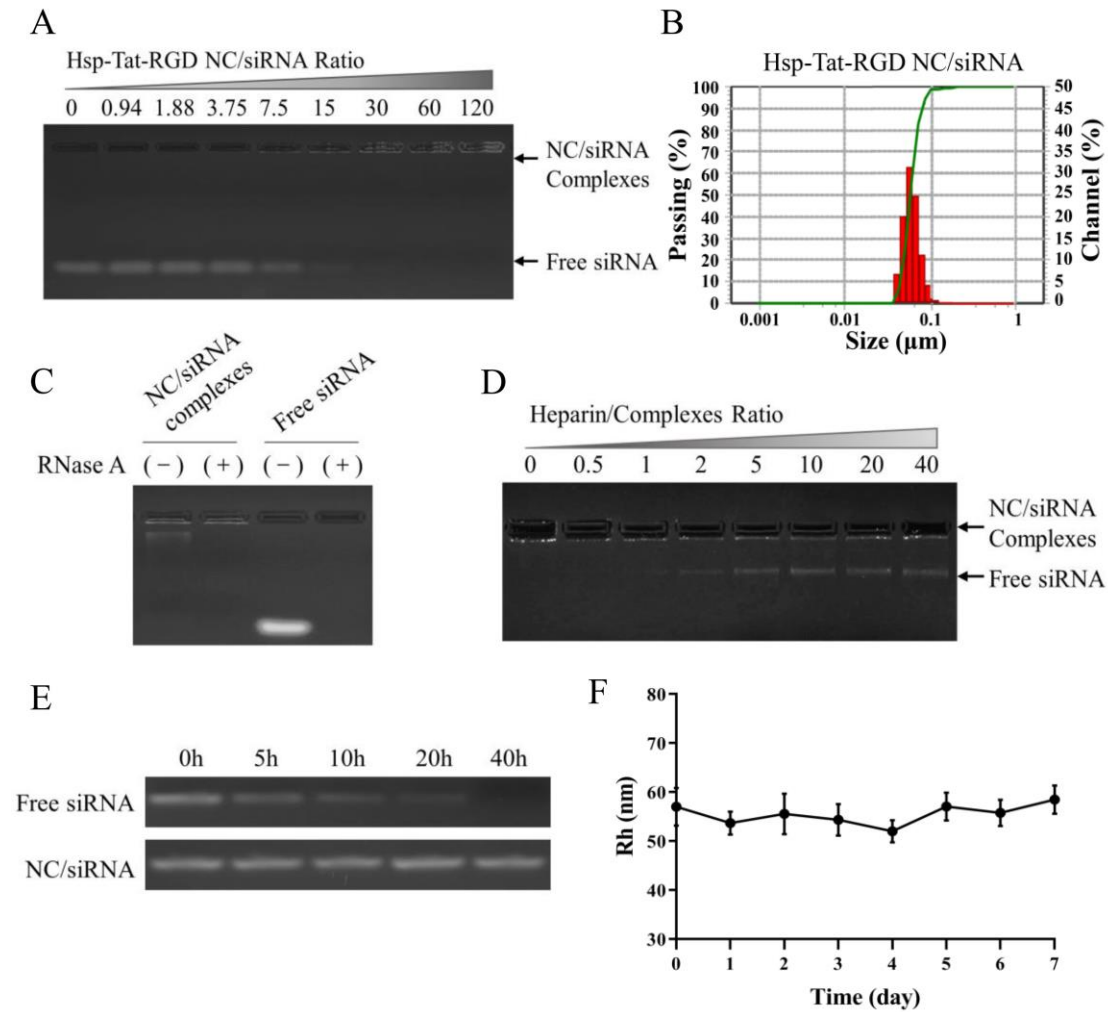 A
Hsp-Tat-RGD NC/siRNA Ratio
0 0.94 1.88 3.75 7.5 15 30 60 120
NC/siRNA
Complexes
Free siRNA
B
Hsp-Tat-RGD NC/siRNA
Passing (%)
100
90
80
70
60
50
40
30
20
10
0
50
45
40
35
30
25
20
15
10
5
0
Channel (%)
0.001 0.01 0.1 1
Size (μm)
C
NC/siRNA
complexes
Free siRNA
RNase A (−) (+) (−) (+)
D
Heparin/Complexes Ratio
0 0.5 1 2 5 10 20 40
NC/siRNA
Complexes
Free siRNA
E
0h 5h 10h 20h 40h
Free siRNA
NC/siRNA
F
Rh (nm)
80
70
60
50
40
30
0 1 2 3 4 5 6 7
Time (day)